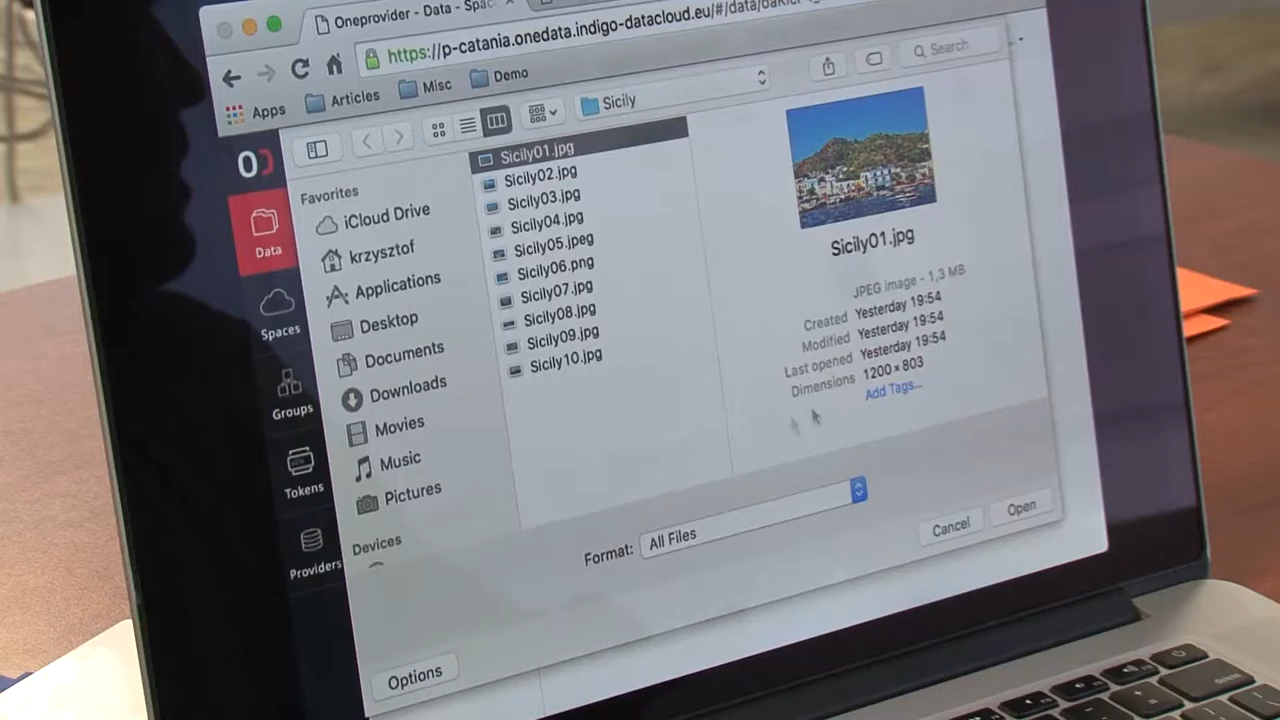 Oneprovider - Data - Spac
https://p-catania.onedata.indigo-datacloud.eu/#/data/
Apps
Articles
Misc
Demo
Sicily
Search
Data
Spaces
Groups
Tokens
Providers
Favorites
iCloud Drive
krzysztof
Applications
Desktop
Documents
Downloads
Movies
Music
Pictures
Devices
Sicily01.jpg
Sicily02.jpg
Sicily03.jpg
Sicily04.jpg
Sicily05.jpeg
Sicily06.png
Sicily07.jpg
Sicily08.jpg
Sicily09.jpg
Sicily10.jpg
Sicily01.jpg
JPEG image - 1,3 MB
Created Yesterday 19:54
Modified Yesterday 19:54
Last opened Yesterday 19:54
Dimensions 1200 × 803
Add Tags...
Format: All Files
Cancel
Open
Options